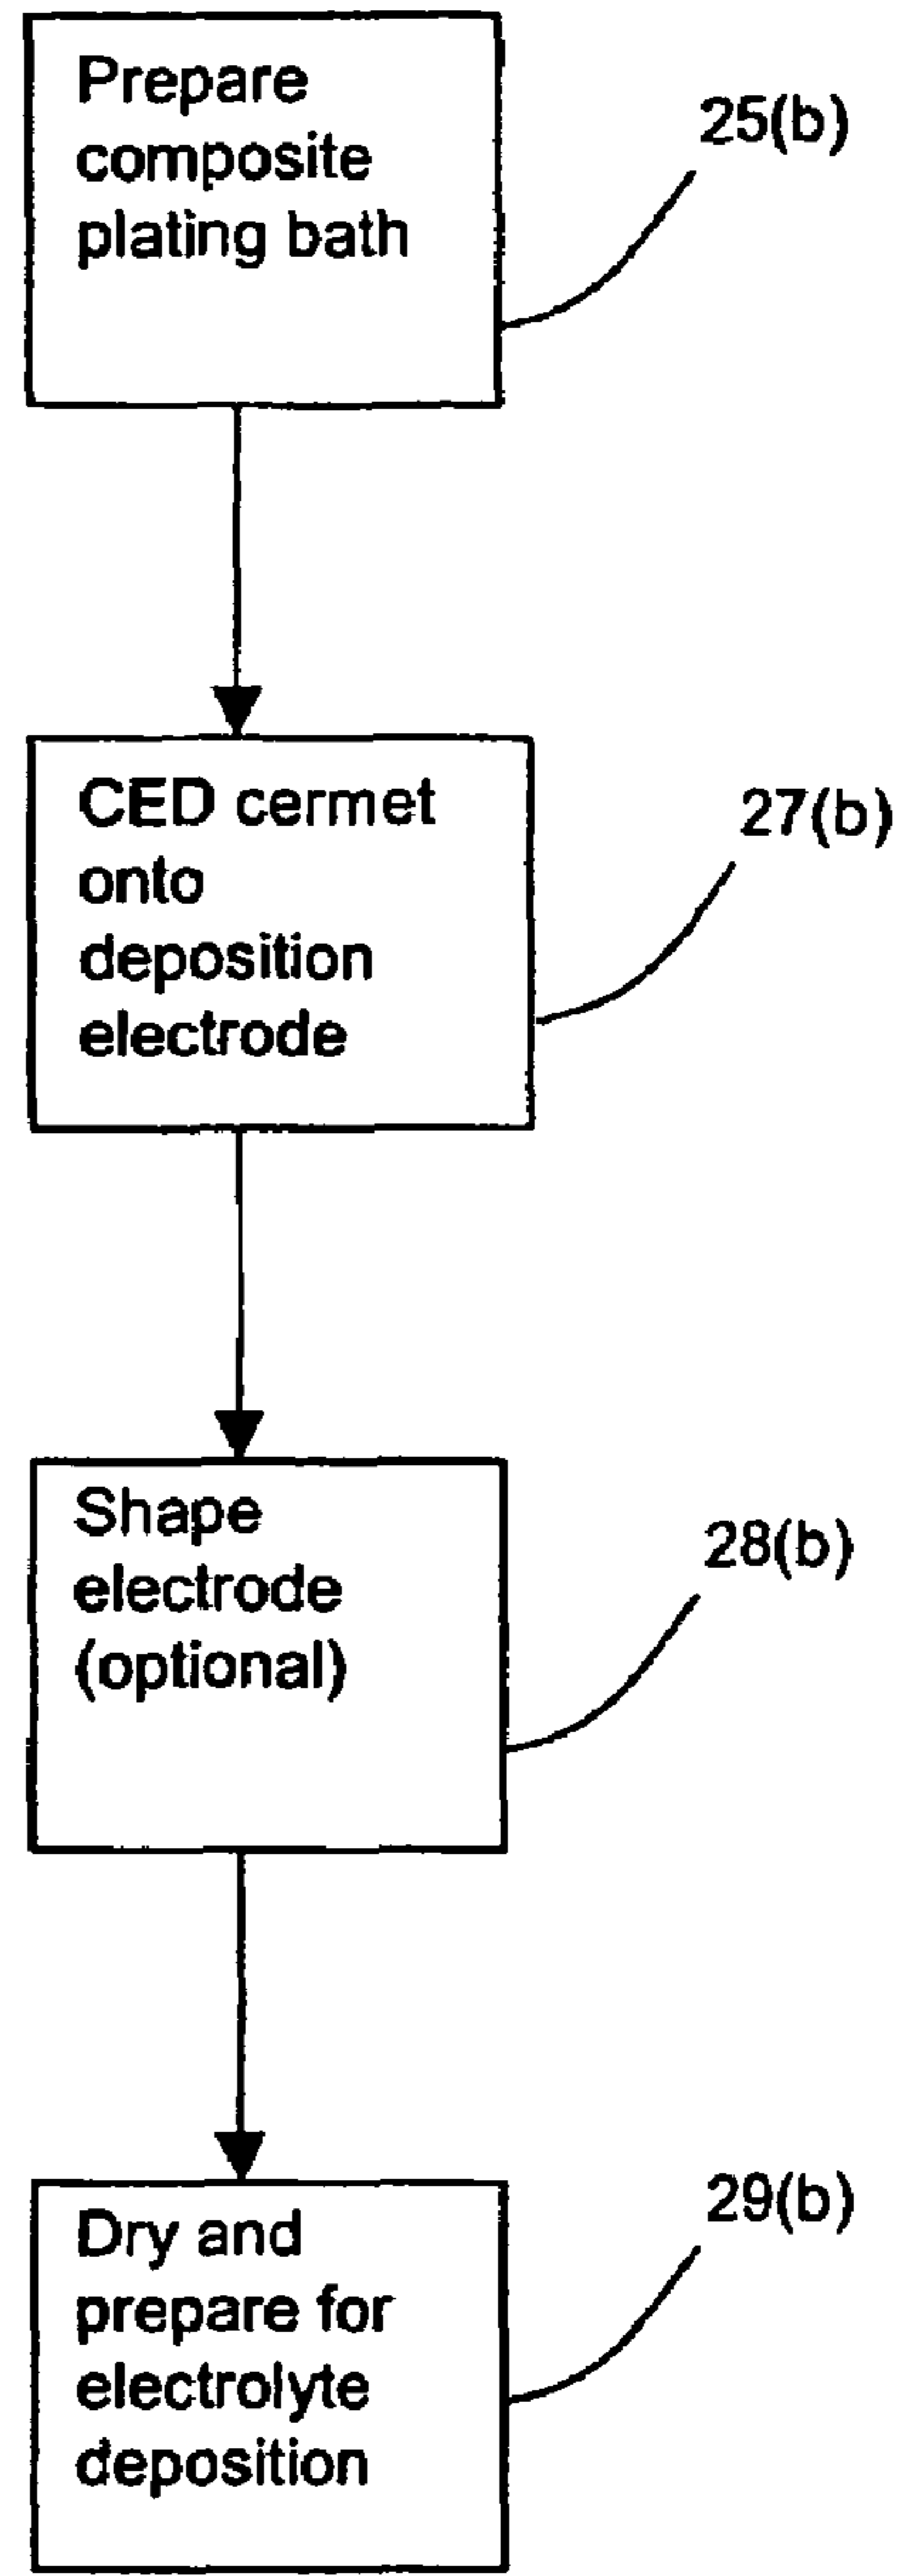 Prepare
composite
plating bath
25(b)
CED cermet
onto
deposition
electrode
27(b)
Shape
electrode
(optional)
28(b)
Dry and
prepare for
electrolyte
deposition
29(b)